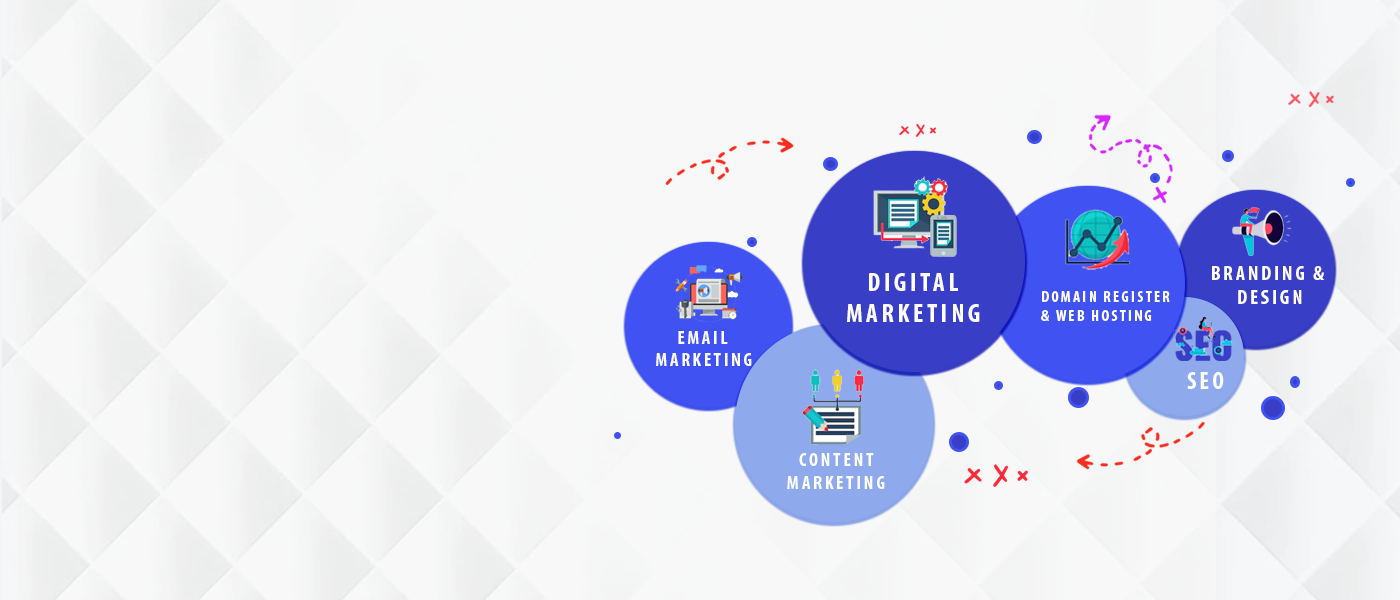 DIGITAL
MARKETING
EMAIL
MARKETING
CONTENT
MARKETING
DOMAIN REGISTER
& WEB HOSTING
BRANDING &
DESIGN
SEO
SEO